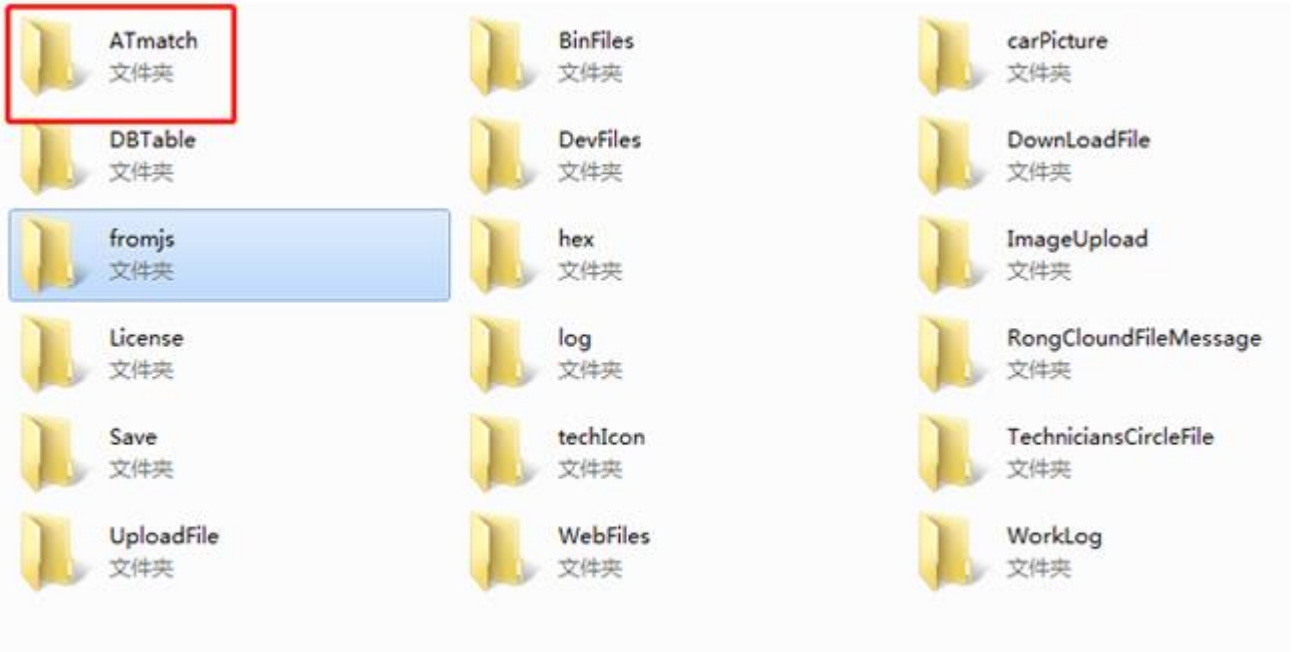 ATmatch
文件夹
BinFiles
文件夹
carPicture
文件夹
DBTable
文件夹
DevFiles
文件夹
DownLoadFile
文件夹
fromjs
文件夹
hex
文件夹
ImageUpload
文件夹
License
文件夹
log
文件夹
RongCloundFileMessage
文件夹
Save
文件夹
techIcon
文件夹
TechniciansCircleFile
文件夹
UploadFile
文件夹
WebFiles
文件夹
WorkLog
文件夹